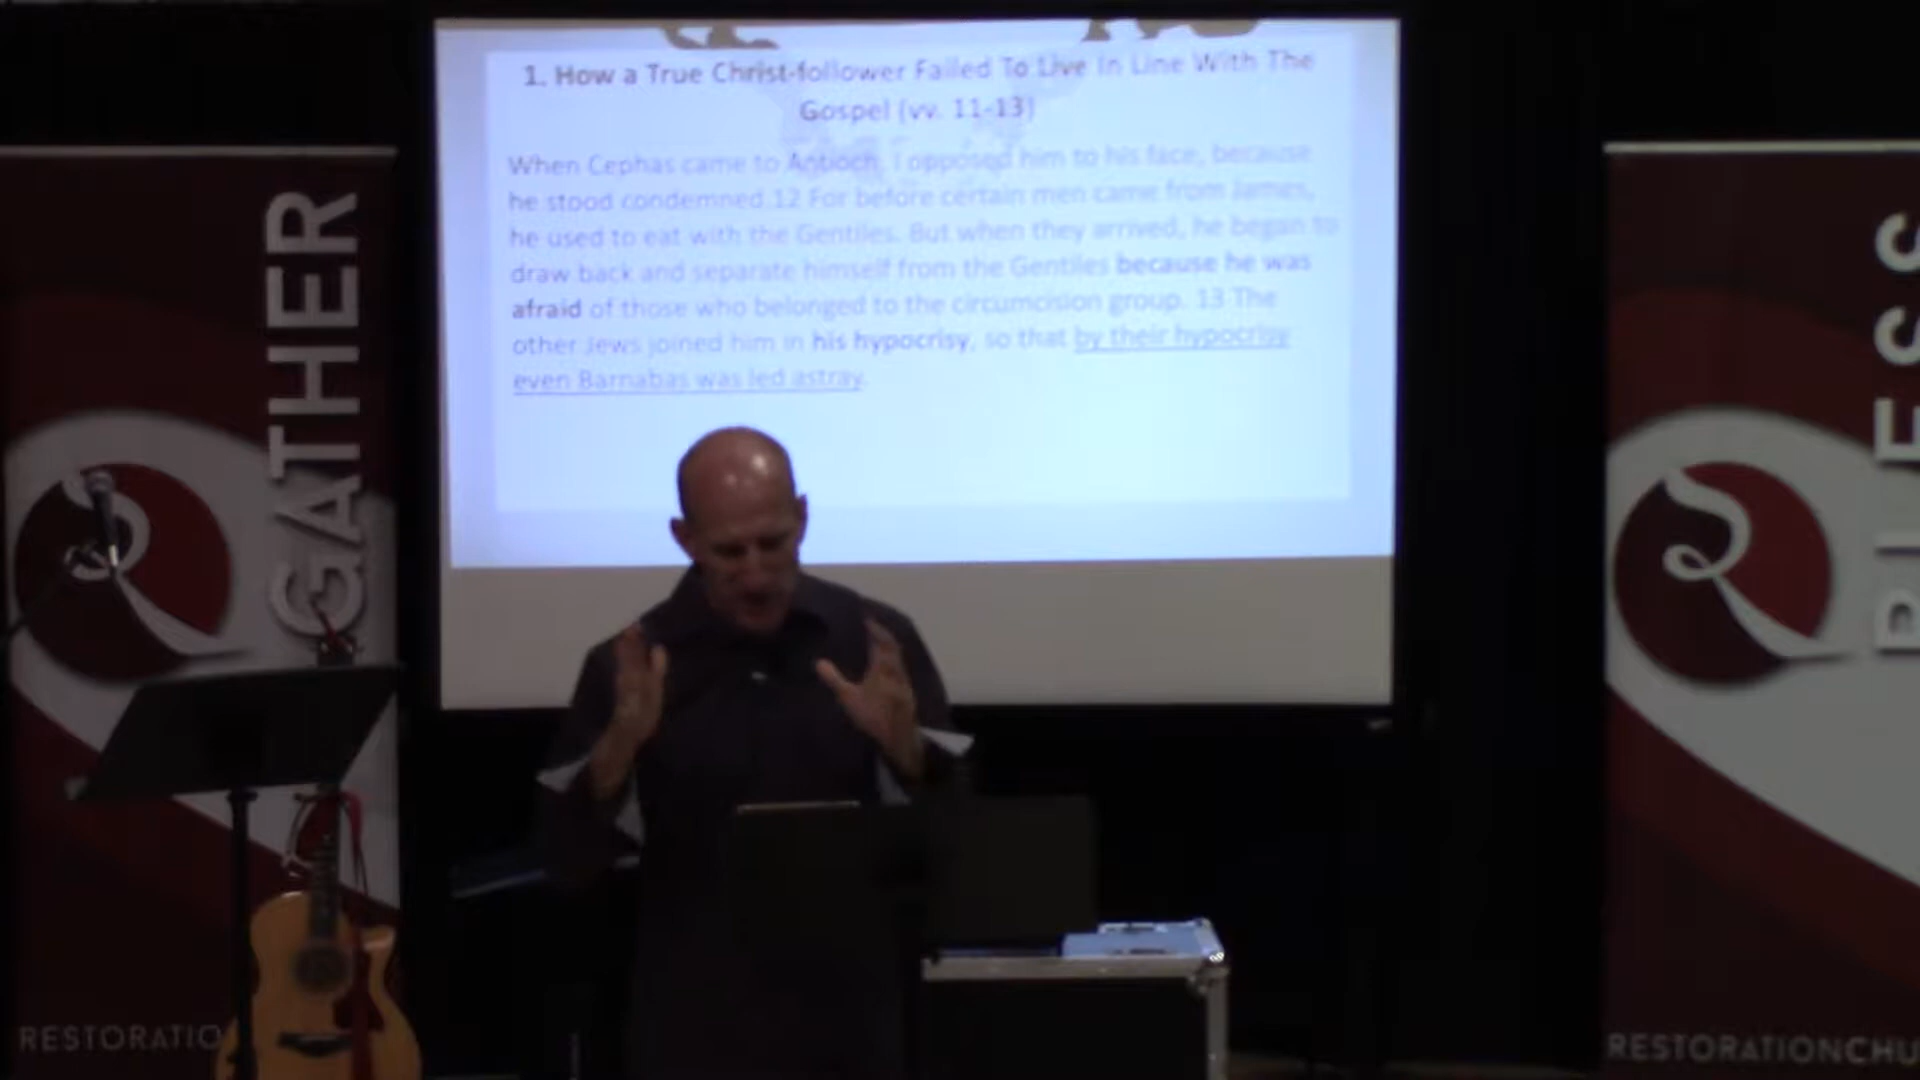 1. How a True Christ-follower Failed To Live In Line With The
Gospel (vv. 11-13)
When Cephas came to Antioch, I opposed him to his face, because
he stood condemned.12 For before certain men came from James,
he used to eat with the Gentiles. But when they arrived, he began to
draw back and separate himself from the Gentiles because he was
afraid of those who belonged to the circumcision group. 13 The
other Jews joined him in his hypocrisy, so that by their hypocrisy
even Barnabas was led astray.
GATHER
RESTORATIO
BLESS
RESTORATIONCHU